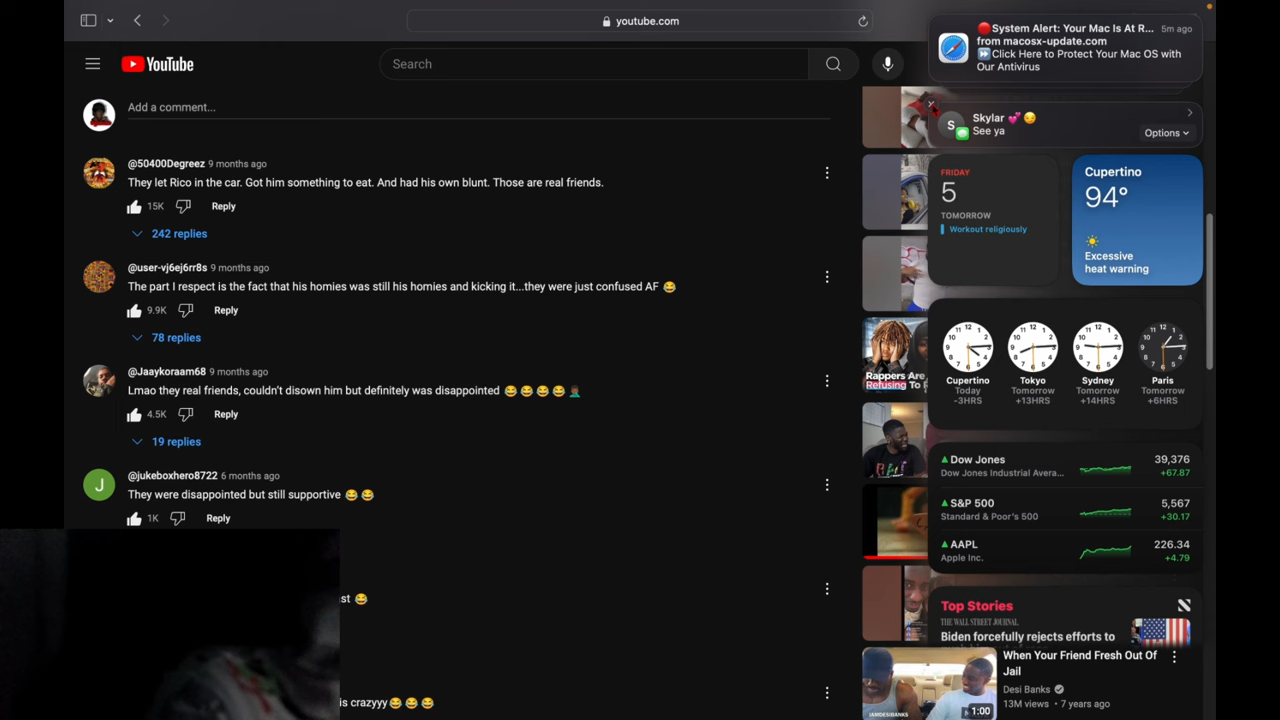 youtube.com
YouTube
Search
Add a comment...
@50400Degreez 9 months ago
They let Rico in the car. Got him something to eat. And had his own blunt. Those are real friends.
15K Reply
242 replies
@user-vj6ej6rr8s 9 months ago
The part I respect is the fact that his homies was still his homies and kicking it...they were just confused AF 😂
9.9K Reply
78 replies
@Jaaykoraam68 9 months ago
Lmao they real friends, couldn't disown him but definitely was disappointed 😂😂😂😂🤦🏾‍♂️
4.5K Reply
19 replies
J
@jukeboxhero8722 6 months ago
They were disappointed but still supportive 😂😂
1K Reply
st 😂
is crazyyy😂😂😂
🔴System Alert: Your Mac Is At R... 5m ago
from macosx-update.com
⏩Click Here to Protect Your Mac OS with
Our Antivirus
S
Skylar 💕😏
See ya
Options
FRIDAY
5
TOMORROW
Workout religiously
Cupertino
94°
Excessive
heat warning
Cupertino
Today
-3HRS
Tokyo
Tomorrow
+13HRS
Sydney
Tomorrow
+14HRS
Paris
Tomorrow
+6HRS
Dow Jones 39,376
Dow Jones Industrial Avera... +67.87
S&P 500 5,567
Standard & Poor's 500 +30.17
AAPL 226.34
Apple Inc. +4.79
Top Stories
THE WALL STREET JOURNAL
Biden forcefully rejects efforts to
Rappers Are
Refusing To
When Your Friend Fresh Out Of
Jail
Desi Banks
13M views • 7 years ago
IAMDESIBANKS
1:00